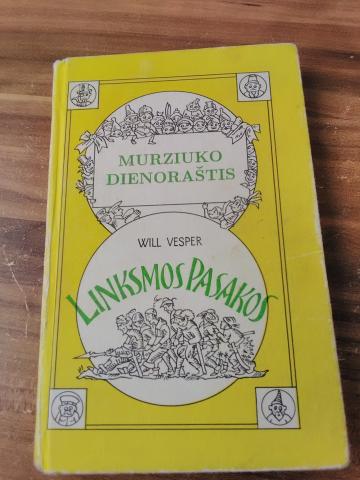 MURZIUKO
DIENORAŠTIS
WILL VESPER
LINKSMOS PASAKOS